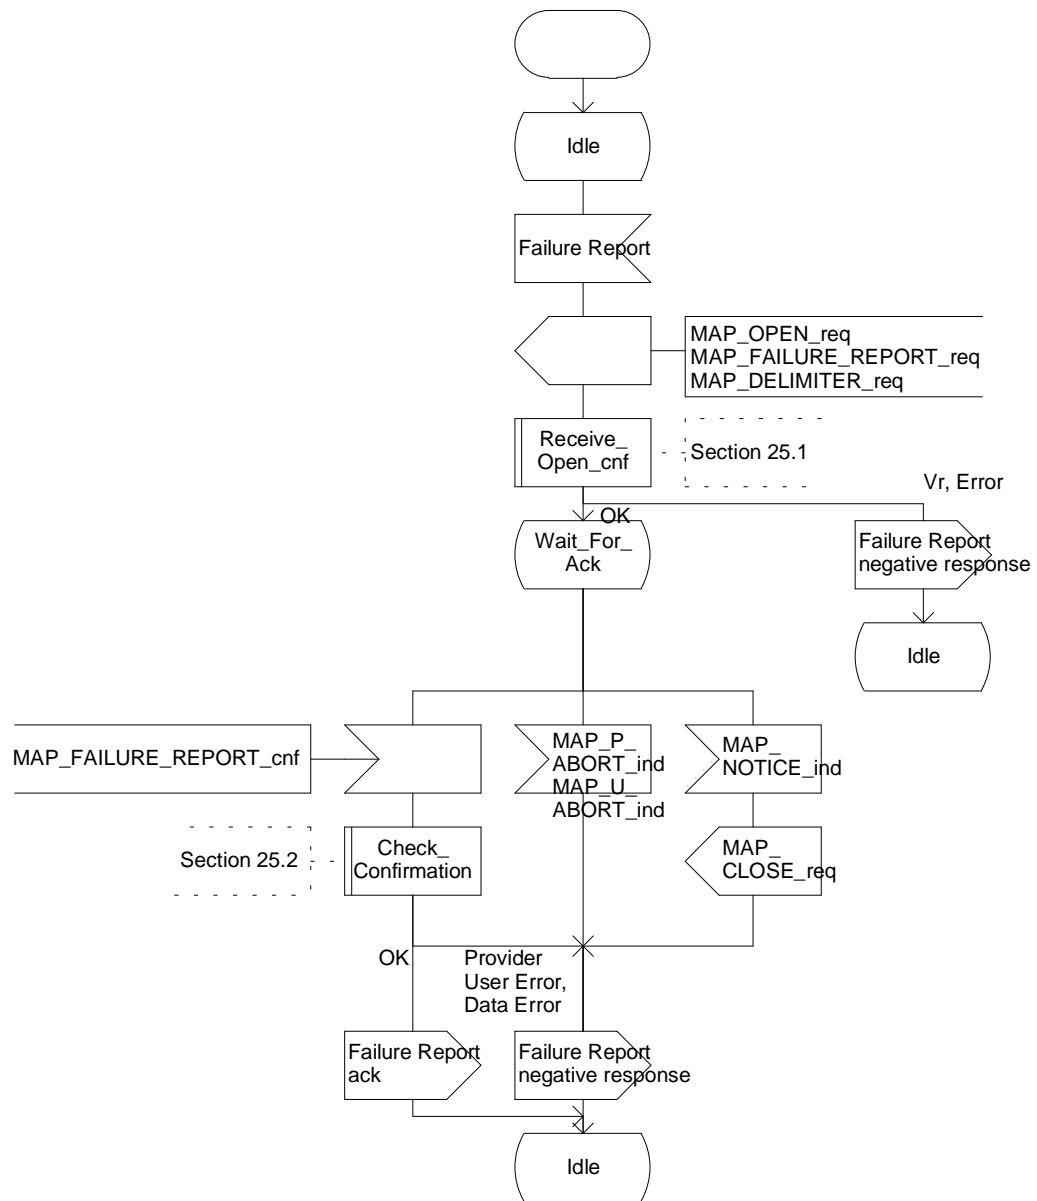 Idle
Failure Report
MAP_OPEN_req
MAP_FAILURE_REPORT_req
MAP_DELIMITER_req
Receive_
Open_cnf
Section 25.1
Vr, Error
OK
Wait_For_
Ack
Failure Report
negative response
Idle
MAP_FAILURE_REPORT_cnf
MAP_P_
ABORT_ind
MAP_U_
ABORT_ind
MAP_
NOTICE_ind
Section 25.2
Check_
Confirmation
MAP_
CLOSE_req
OK
Provider
User Error,
Data Error
Failure Report
ack
Failure Report
negative response
Idle